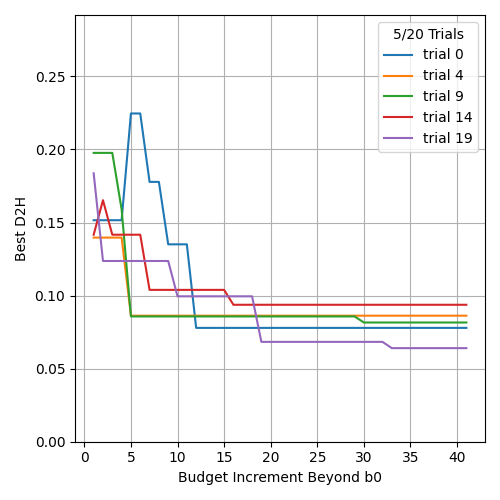 5/20 Trials
trial 0
trial 4
trial 9
trial 14
trial 19
0.25
0.20
0.15
0.10
0.05
0.00
Best D2H
0 5 10 15 20 25 30 35 40
Budget Increment Beyond b0